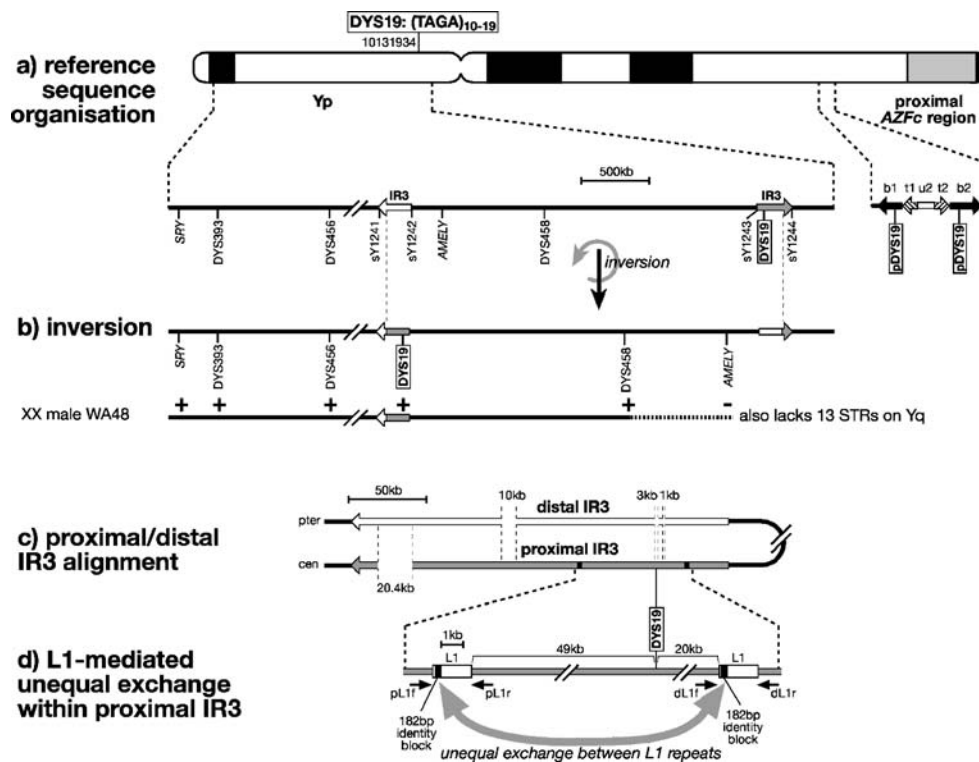 DYS19: (TAGA)10-19
10131934
a) reference
sequence
organisation
Yp
proximal
AZFc region
500kb
IR3
IR3
b1 t1 u2 t2 b2
SRY
DYS393
DYS456
sY1241
sY1242
AMELY
DYS458
sY1243
DYS19
sY1244
pDYS19
pDYS19
inversion
b) inversion
SRY
DYS393
DYS456
DYS19
DYS458
AMELY
XX male WA48
+ + + + + -
also lacks 13 STRs on Yq
50kb
10kb
distal IR3
3kb
1kb
pter
c) proximal/distal
IR3 alignment
proximal IR3
cen
20.4kb
DYS19
1kb
d) L1-mediated
unequal exchange
within proximal IR3
L1
49kb
20kb
L1
pL1f
pL1r
dL1f
dL1r
182bp
identity
block
182bp
identity
block
unequal exchange between L1 repeats